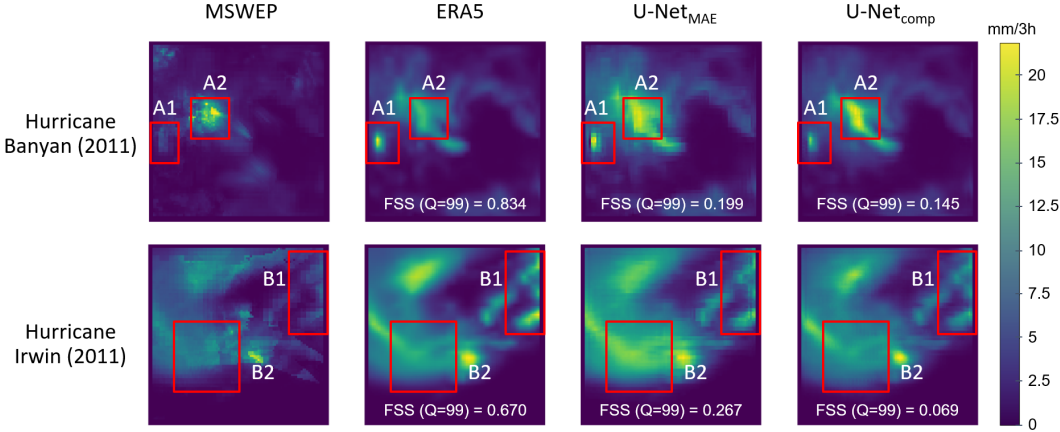 MSWEP
ERA5
U-NetMAE
U-Netcomp
mm/3h
Hurricane
Banyan (2011)
A1
A2
A1
A2
FSS (Q=99) = 0.834
A1
A2
FSS (Q=99) = 0.199
A1
A2
FSS (Q=99) = 0.145
Hurricane
Irwin (2011)
B1
B2
B1
B2
FSS (Q=99) = 0.670
B1
B2
FSS (Q=99) = 0.267
B1
B2
FSS (Q=99) = 0.069
20
17.5
15
12.5
10
7.5
5
2.5
0